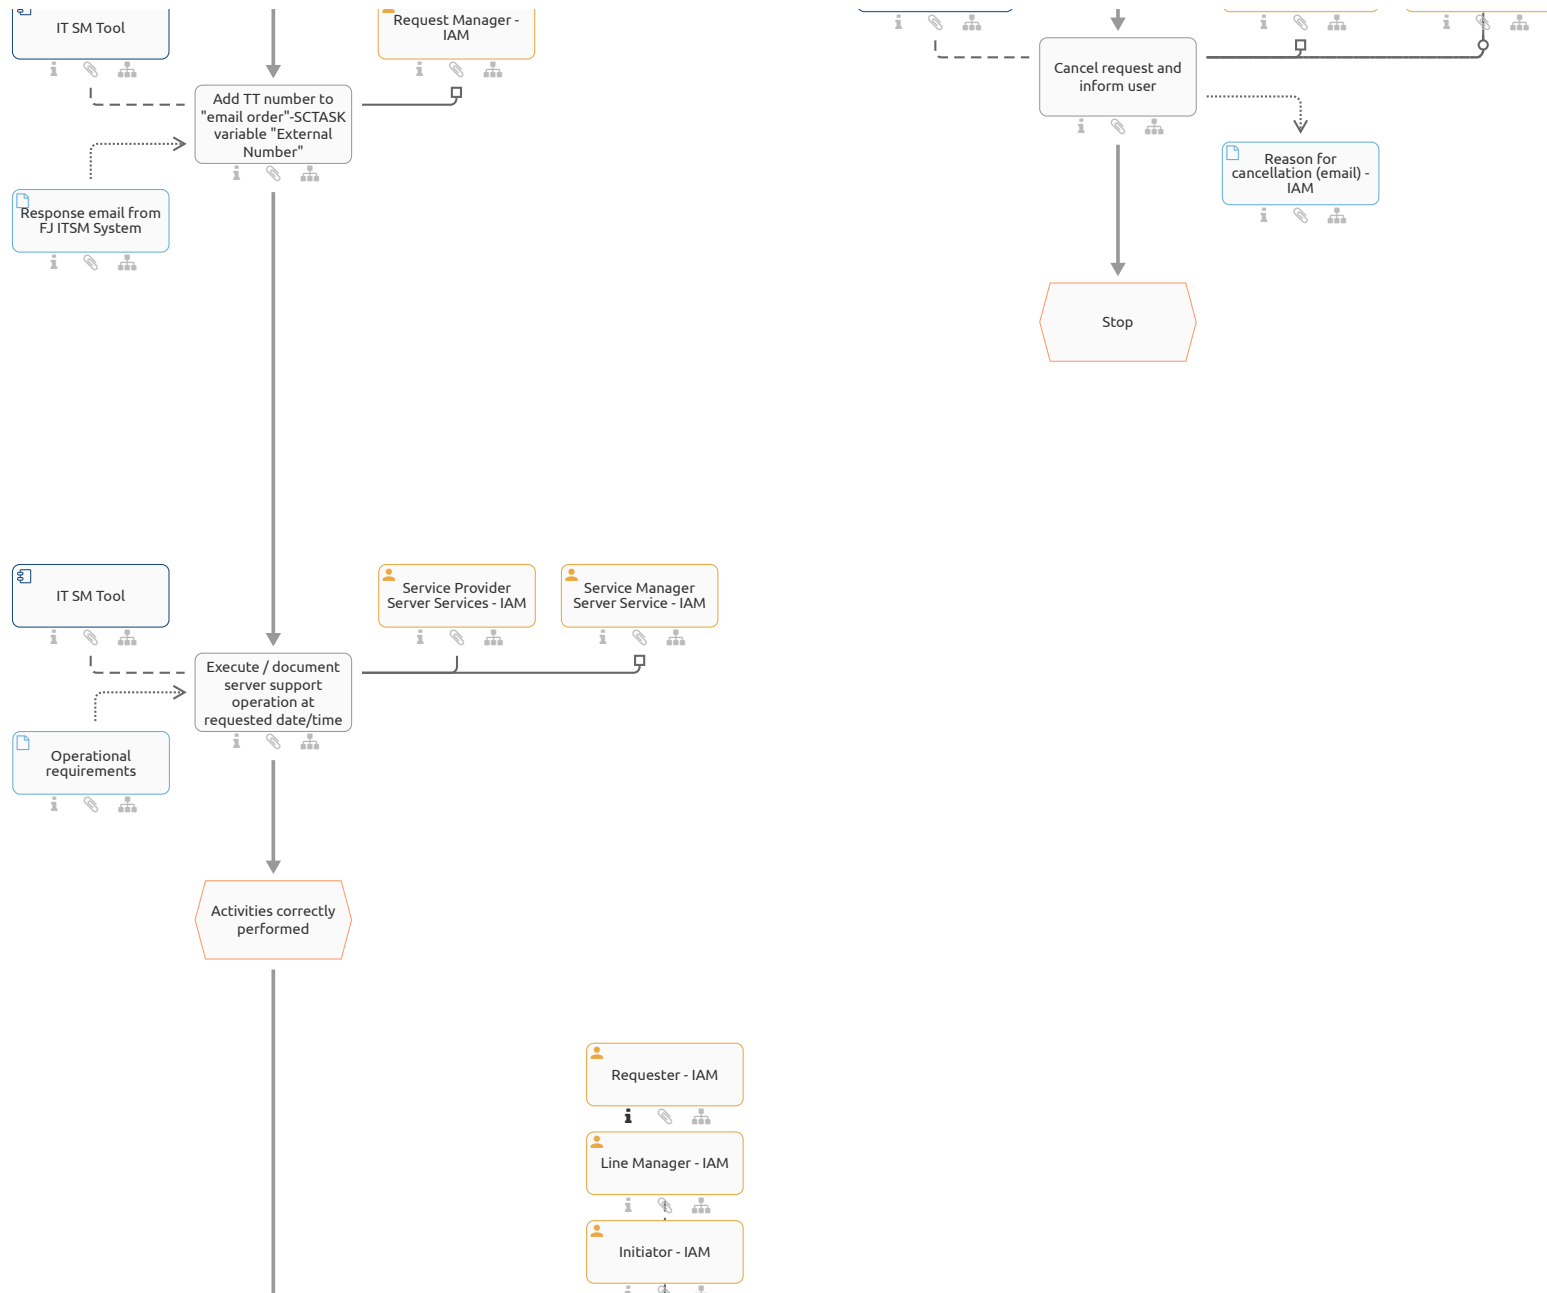 IT SM Tool
Request Manager -
IAM
Add TT number to
"email order"-SCTASK
variable "External
Number"
Response email from
FJ ITSM System
Cancel request and
inform user
Reason for
cancellation (email) -
IAM
Stop
IT SM Tool
Service Provider
Server Services - IAM
Service Manager
Server Service - IAM
Execute / document
server support
operation at
requested date/time
Operational
requirements
Activities correctly
performed
Requester - IAM
Line Manager - IAM
Initiator - IAM